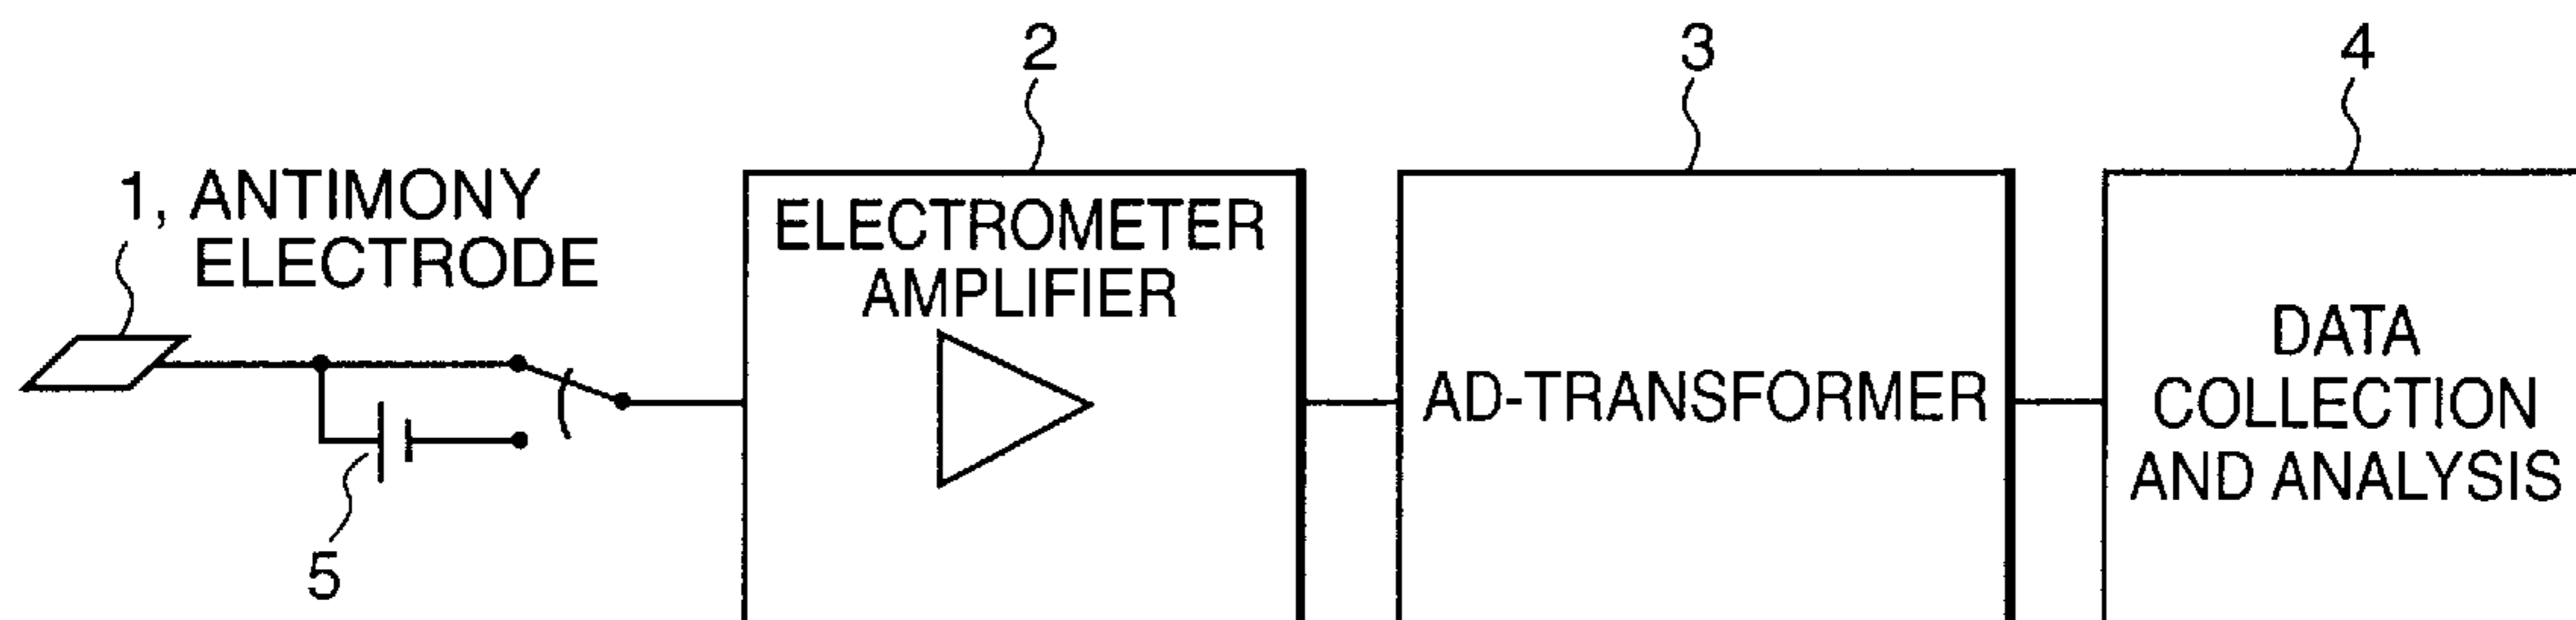 2
3
4
1, ANTIMONY
ELECTRODE
ELECTROMETER
AMPLIFIER
AD-TRANSFORMER
DATA
COLLECTION
AND ANALYSIS
5